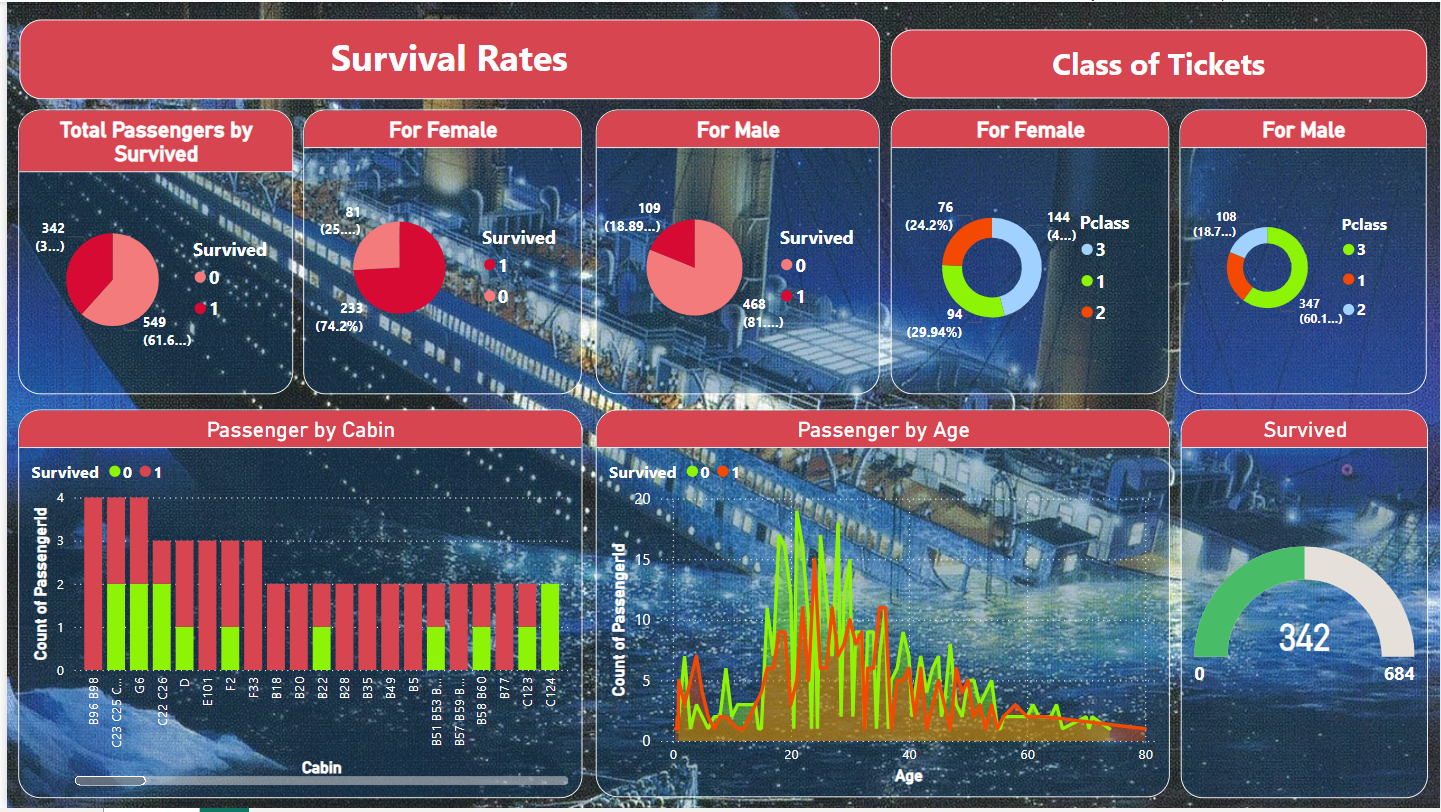 Survival Rates
Class of Tickets
Total Passengers by
Survived
342
(3...)
549
(61.6...)
Survived
0
1
For Female
81
(25....)
233
(74.2%)
Survived
1
0
For Male
109
(18.89...)
468
(81....)
Survived
0
1
For Female
76
(24.2%)
144
(4...)
94
(29.94%)
Pclass
3
1
2
For Male
108
(18.7...)
347
(60.1...)
Pclass
3
1
2
Passenger by Cabin
Survived 0 1
Count of PassengerId
4
3
2
1
0
B96 B98
C23 C25 C...
G6
C22 C26
D
E101
F2
F33
B18
B20
B22
B28
B35
B49
B5
B51 B53 B...
B57 B59 B...
B58 B60
B77
C123
C124
Cabin
Passenger by Age
Survived 0 1
Count of PassengerId
20
15
10
5
0
0 20 40 60 80
Age
Survived
342
0 684